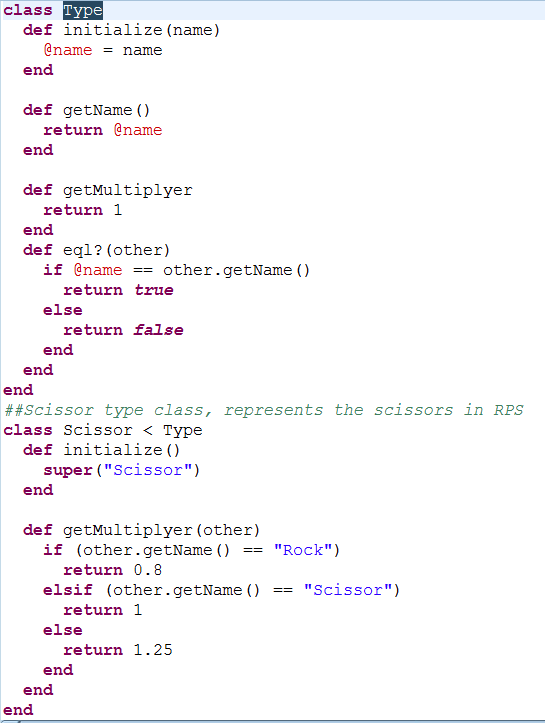 class Type
  def initialize(name)
    @name = name
  end

  def getName()
    return @name
  end

  def getMultiplyer
    return 1
  end
  def eql?(other)
    if @name == other.getName()
      return true
    else
      return false
    end
  end
end
##Scissor type class, represents the scissors in RPS
class Scissor < Type
  def initialize()
    super("Scissor")
  end

  def getMultiplyer(other)
    if (other.getName() == "Rock")
      return 0.8
    elsif (other.getName() == "Scissor")
      return 1
    else
      return 1.25
    end
  end
end